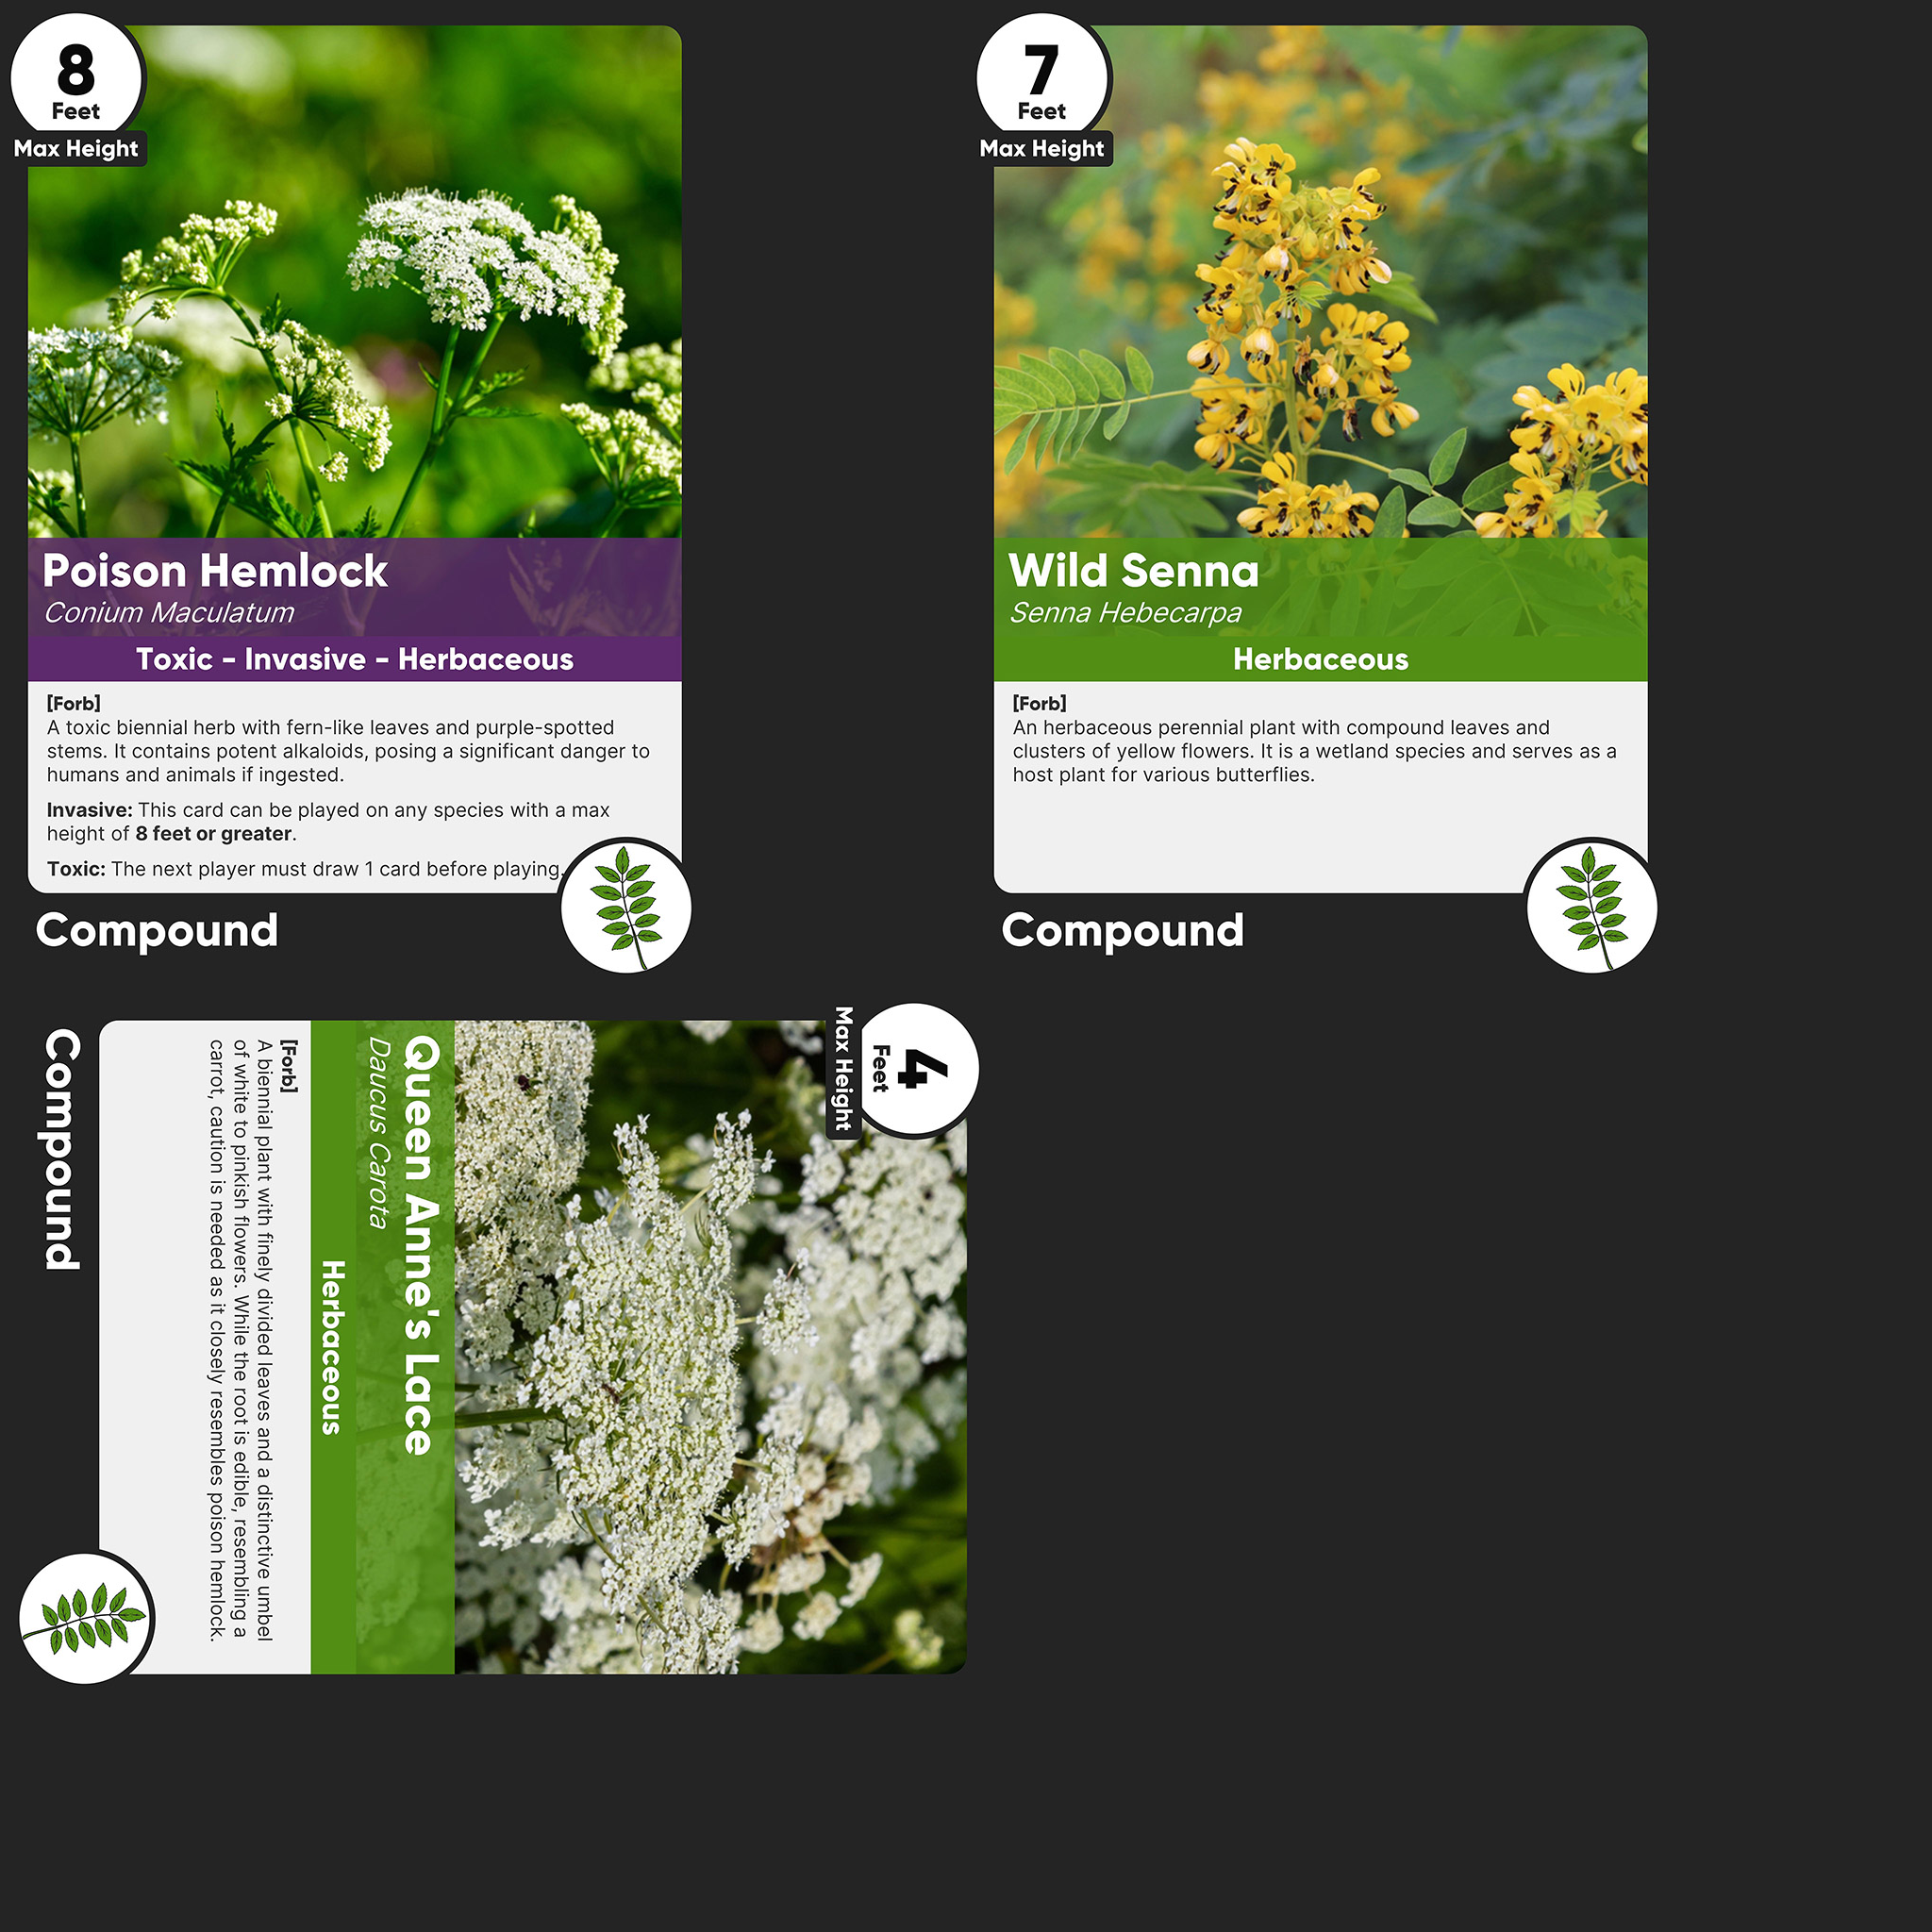 8
Feet
Max Height
Poison Hemlock
Conium Maculatum
Toxic - Invasive - Herbaceous
[Forb]
A toxic biennial herb with fern-like leaves and purple-spotted
stems. It contains potent alkaloids, posing a significant danger to
humans and animals if ingested.
Invasive: This card can be played on any species with a max
height of 8 feet or greater.
Toxic: The next player must draw 1 card before playing.
Compound
7
Feet
Max Height
Wild Senna
Senna Hebecarpa
Herbaceous
[Forb]
An herbaceous perennial plant with compound leaves and
clusters of yellow flowers. It is a wetland species and serves as a
host plant for various butterflies.
Compound
4
Feet
Max Height
Queen Anne's Lace
Daucus Carota
Herbaceous
[Forb]
A biennial plant with finely divided leaves and a distinctive umbel
of white to pinkish flowers. While the root is edible, resembling a
carrot, caution is needed as it closely resembles poison hemlock.
Compound